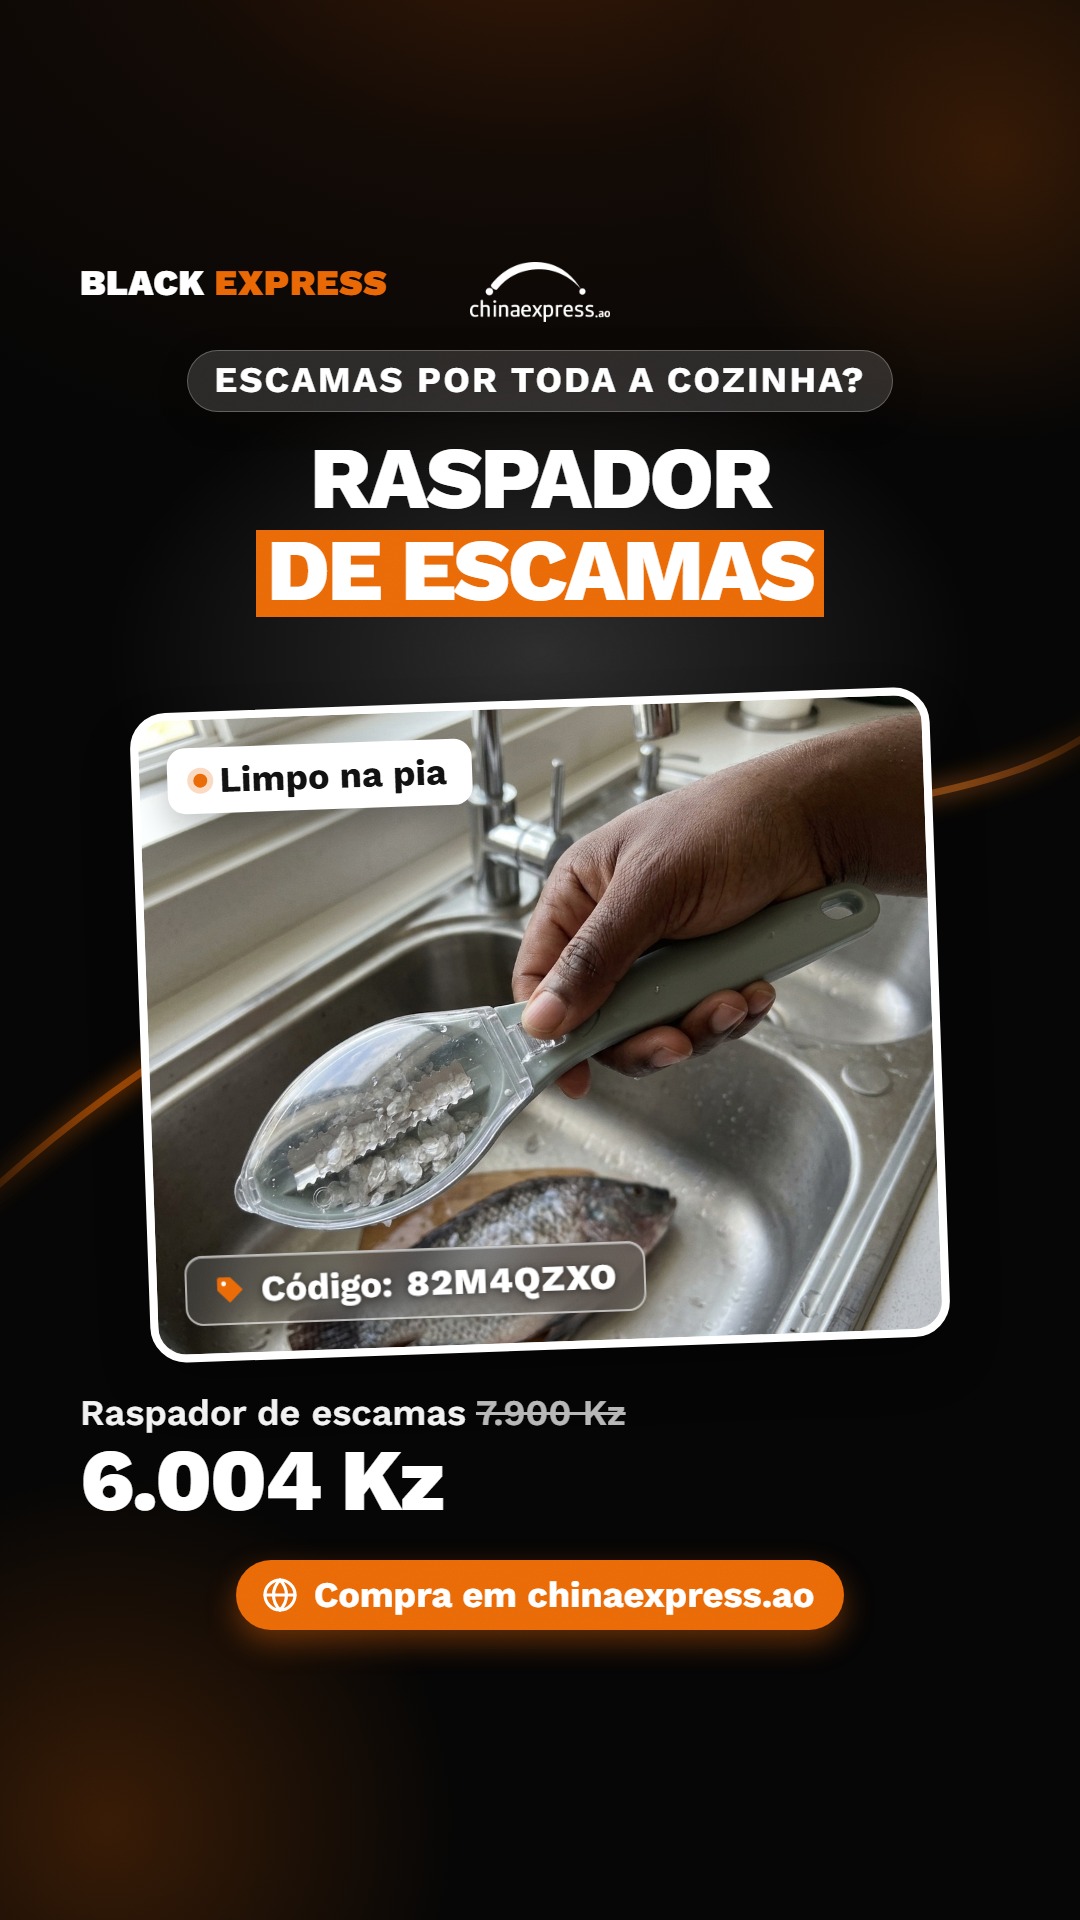 BLACK EXPRESS
chinaexpress.ao
ESCAMAS POR TODA A COZINHA?
RASPADOR
DE ESCAMAS
Limpo na pia
Código: 82M4QZXO
Raspador de escamas 7.900 Kz
6.004 Kz
Compra em chinaexpress.ao